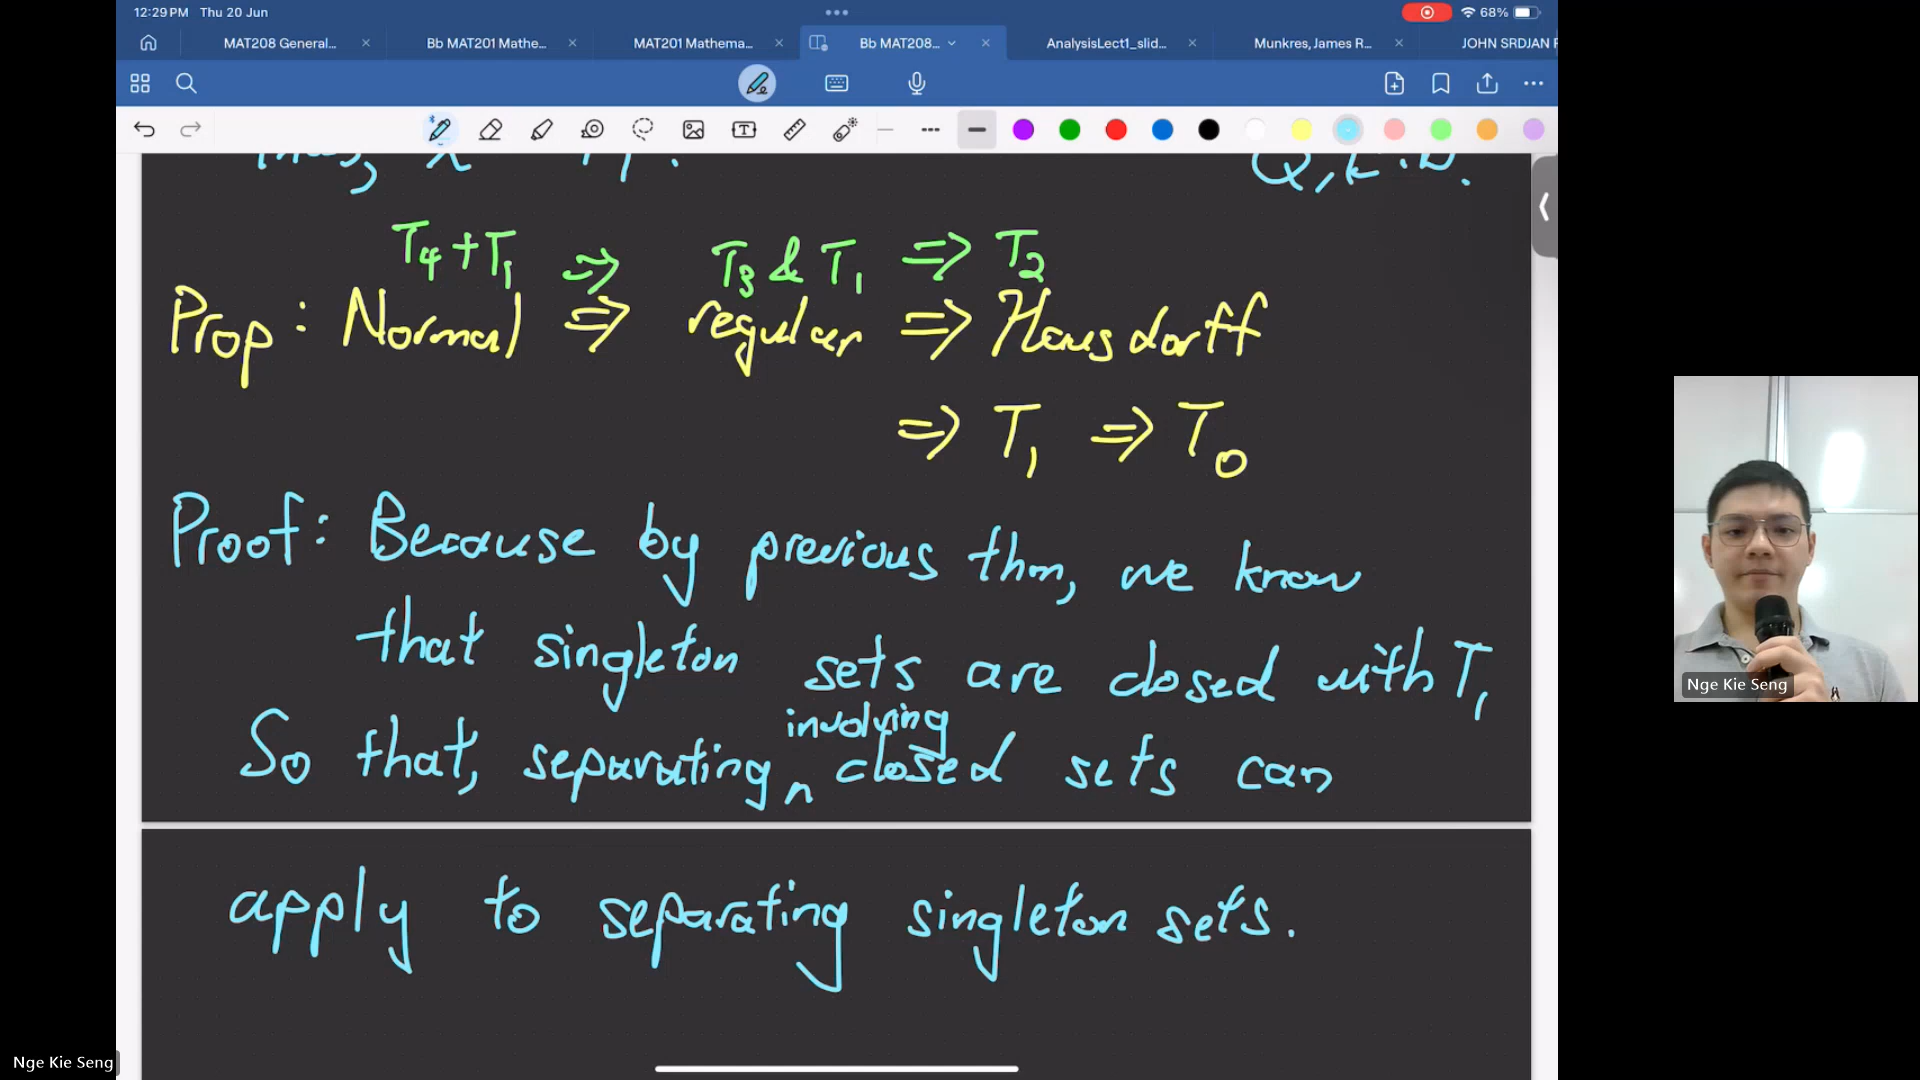 12:29 PM Thu 20 Jun
68%
MAT208 General...
Bb MAT201 Mathe...
MAT201 Mathema...
Bb MAT208...
AnalysisLect1_slid...
Munkres, James R...
JOHN SRDJAN
Q.E.D.
T4 + T1 ⇒ T3 & T1 ⇒ T2
Prop: Normal ⇒ regular ⇒ Hausdorff
⇒ T1 ⇒ T0
Proof: Because by previous thm, we know
that singleton sets are closed with T1
involving
So that, separating closed sets can
apply to separating singleton sets.
Nge Kie Seng
Nge Kie Seng